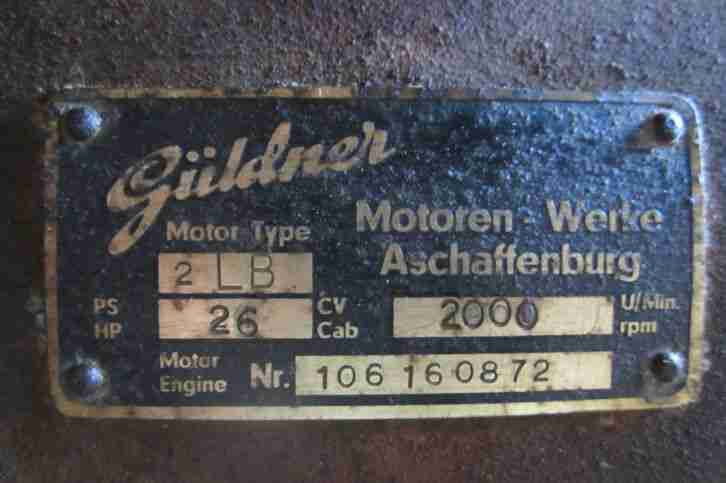 Güldner
Motoren-Werke
Aschaffenburg
Motor Type
2 LB
PS HP 26 CV Cab 2000 U/Min. rpm
Motor Engine Nr. 106 160872